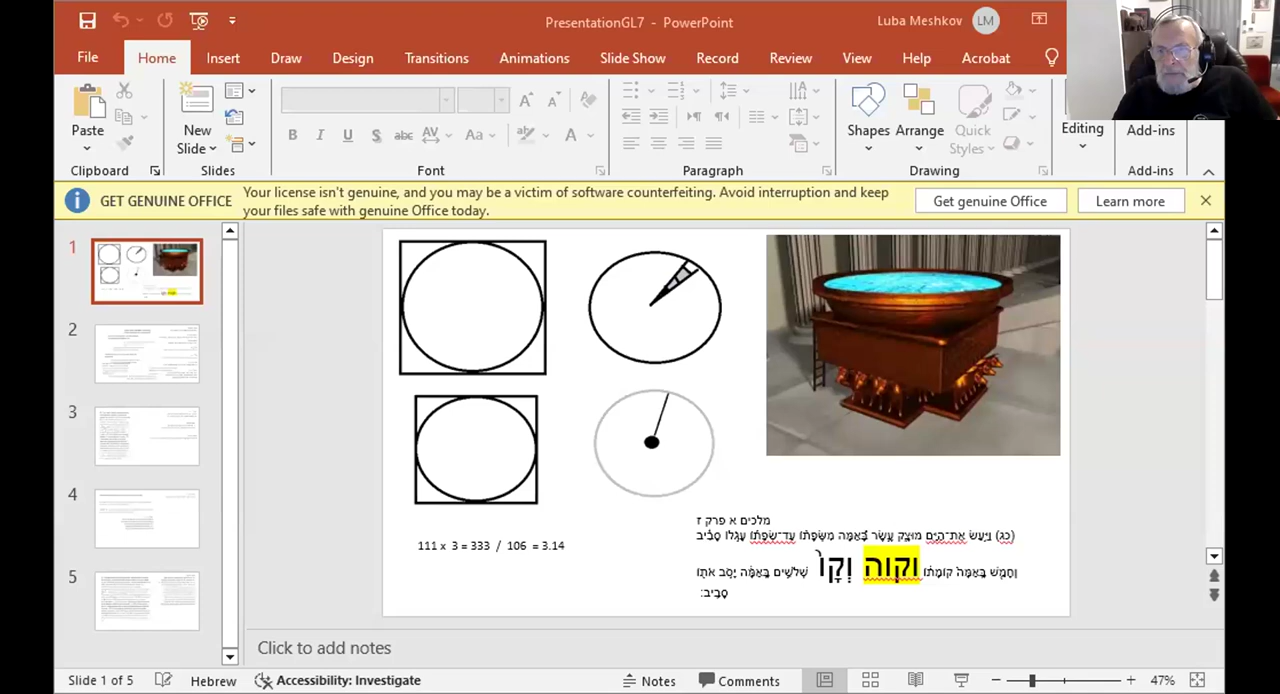 PresentationGL7 - PowerPoint
Luba Meshkov LM
File Home Insert Draw Design Transitions Animations Slide Show Record Review View Help Acrobat
Paste
New Slide
Shapes Arrange Quick Styles
Editing
Add-ins
Clipboard Slides Font Paragraph Drawing Add-ins
GET GENUINE OFFICE
Your license isn't genuine, and you may be a victim of software counterfeiting. Avoid interruption and keep
your files safe with genuine Office today.
Get genuine Office
Learn more
1
2
3
4
5
111 x 3 = 333 / 106 = 3.14
מלכים א פרק ז
(כג) וַיַּעַשׂ אֶת־הַיָּם מוּצָק עֶשֶׂר בָּאַמָּה מִשְּׂפָתוֹ עַד־שְׂפָתוֹ עָגֹל סָבִיב
וְחָמֵשׁ בָּאַמָּה קוֹמָתוֹ וקוה וְקָו שְׁלֹשִׁים בָּאַמָּה יָסֹב אֹתוֹ
סָבִיב:
Click to add notes
Slide 1 of 5
Hebrew
Accessibility: Investigate
Notes
Comments
47%